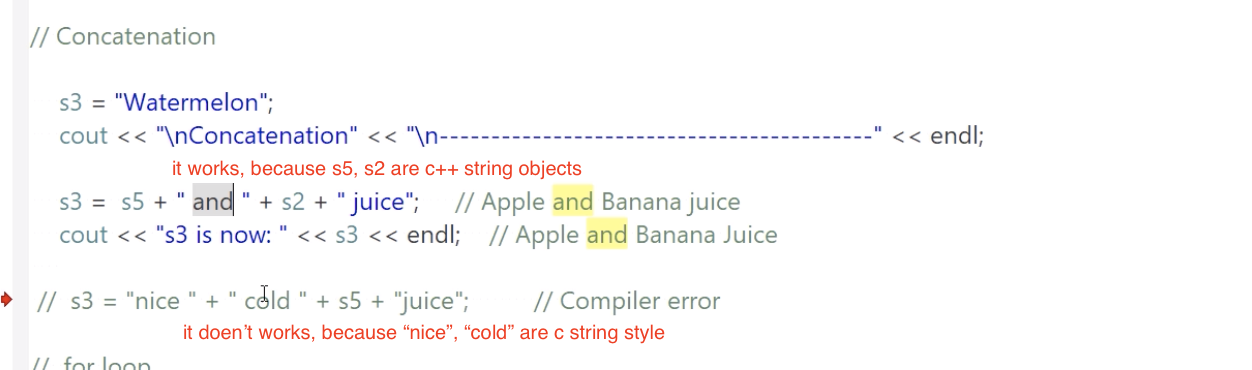 // Concatenation
s3 = "Watermelon";
cout << "\nConcatenation" << "\n------------------------------------------" << endl;
it works, because s5, s2 are c++ string objects
s3 = s5 + " and " + s2 + " juice"; // Apple and Banana juice
cout << "s3 is now: " << s3 << endl; // Apple and Banana Juice
// s3 = "nice " + " cold " + s5 + "juice"; // Compiler error
it doen’t works, because “nice”, “cold” are c string style
// for loop